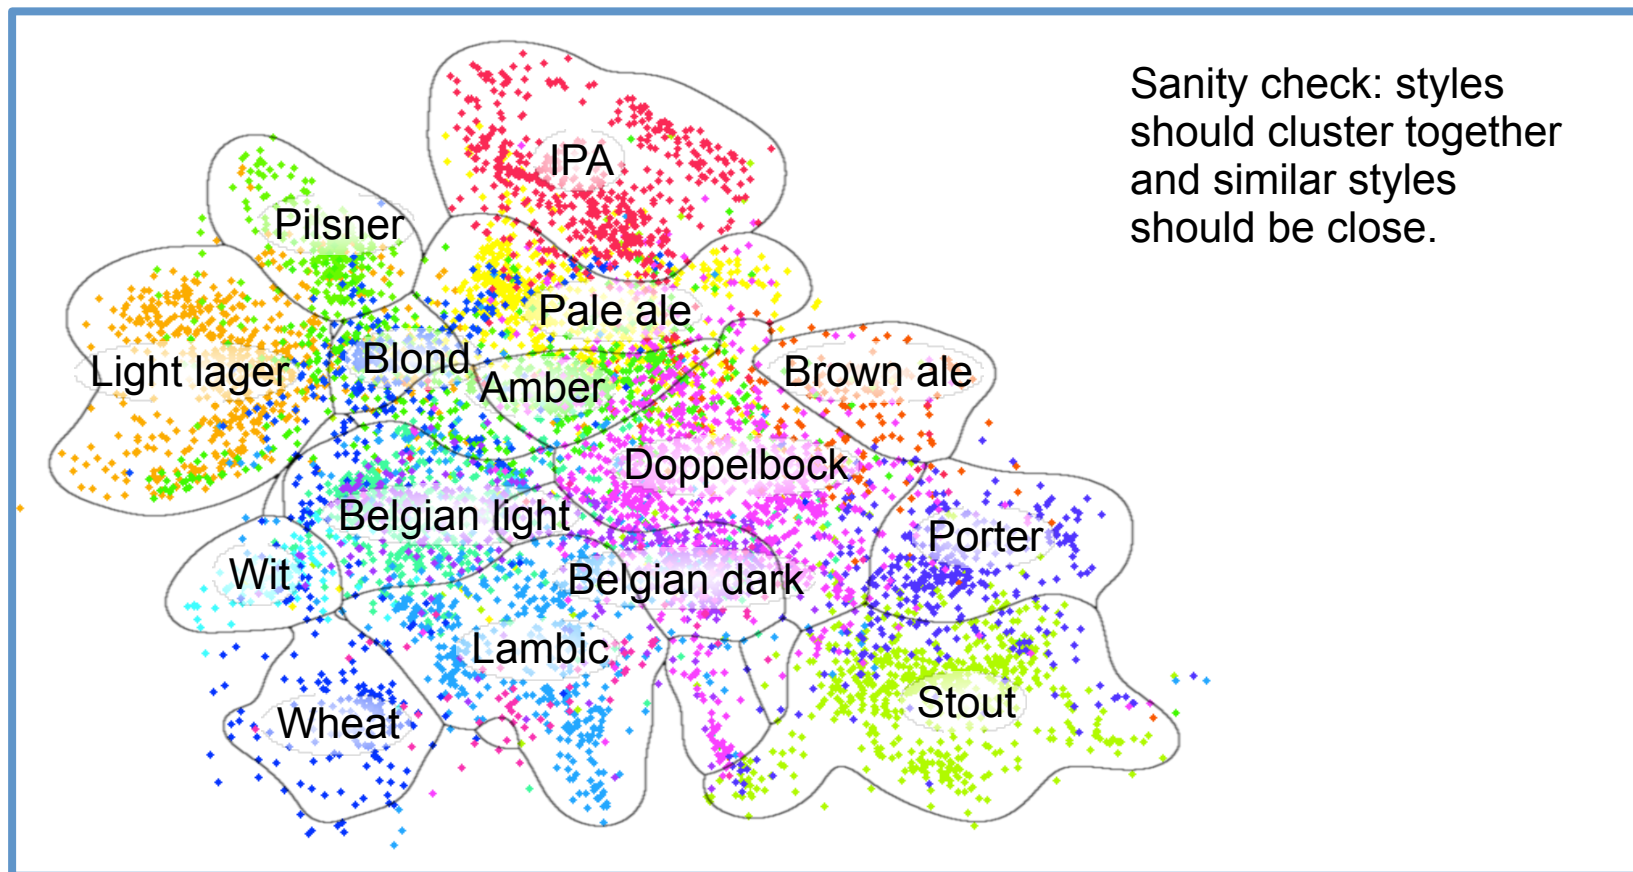 Sanity check: styles
should cluster together
and similar styles
should be close.
IPA
Pilsner
Pale ale
Blond
Light lager
Amber
Brown ale
Doppelbock
Belgian light
Porter
Wit
Belgian dark
Lambic
Stout
Wheat